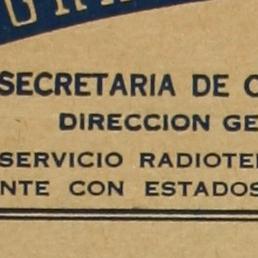 SECRETARIA DE
DIRECCION GE
SERVICIO RADIOTE
NTE CON ESTADOS